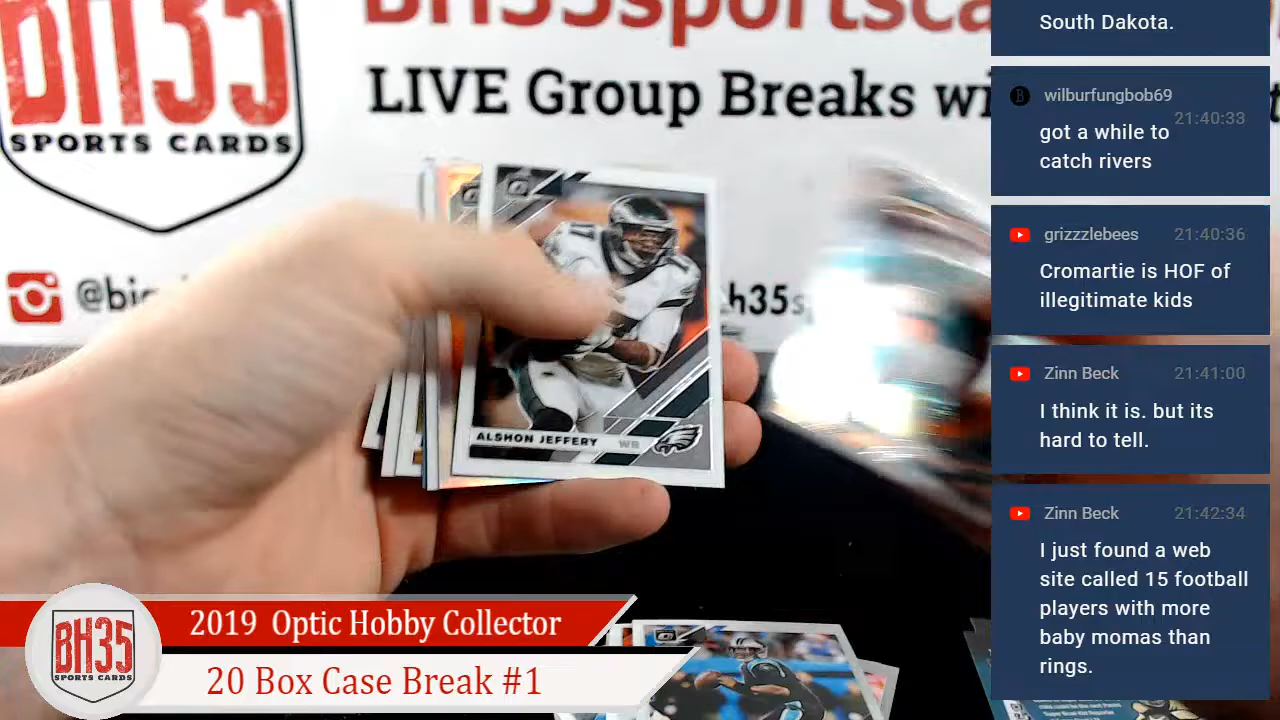 BH35
SPORTS CARDS
BH35sportsca
LIVE Group Breaks wi
17
ALSHON JEFFERY WR
2019 Optic Hobby Collector
20 Box Case Break #1
BH35
SPORTS CARDS
South Dakota.
wilburfungbob69
21:40:33
got a while to
catch rivers
grizzzlebees 21:40:36
Cromartie is HOF of
illegitimate kids
Zinn Beck 21:41:00
I think it is. but its
hard to tell.
Zinn Beck 21:42:34
I just found a web
site called 15 football
players with more
baby momas than
rings.